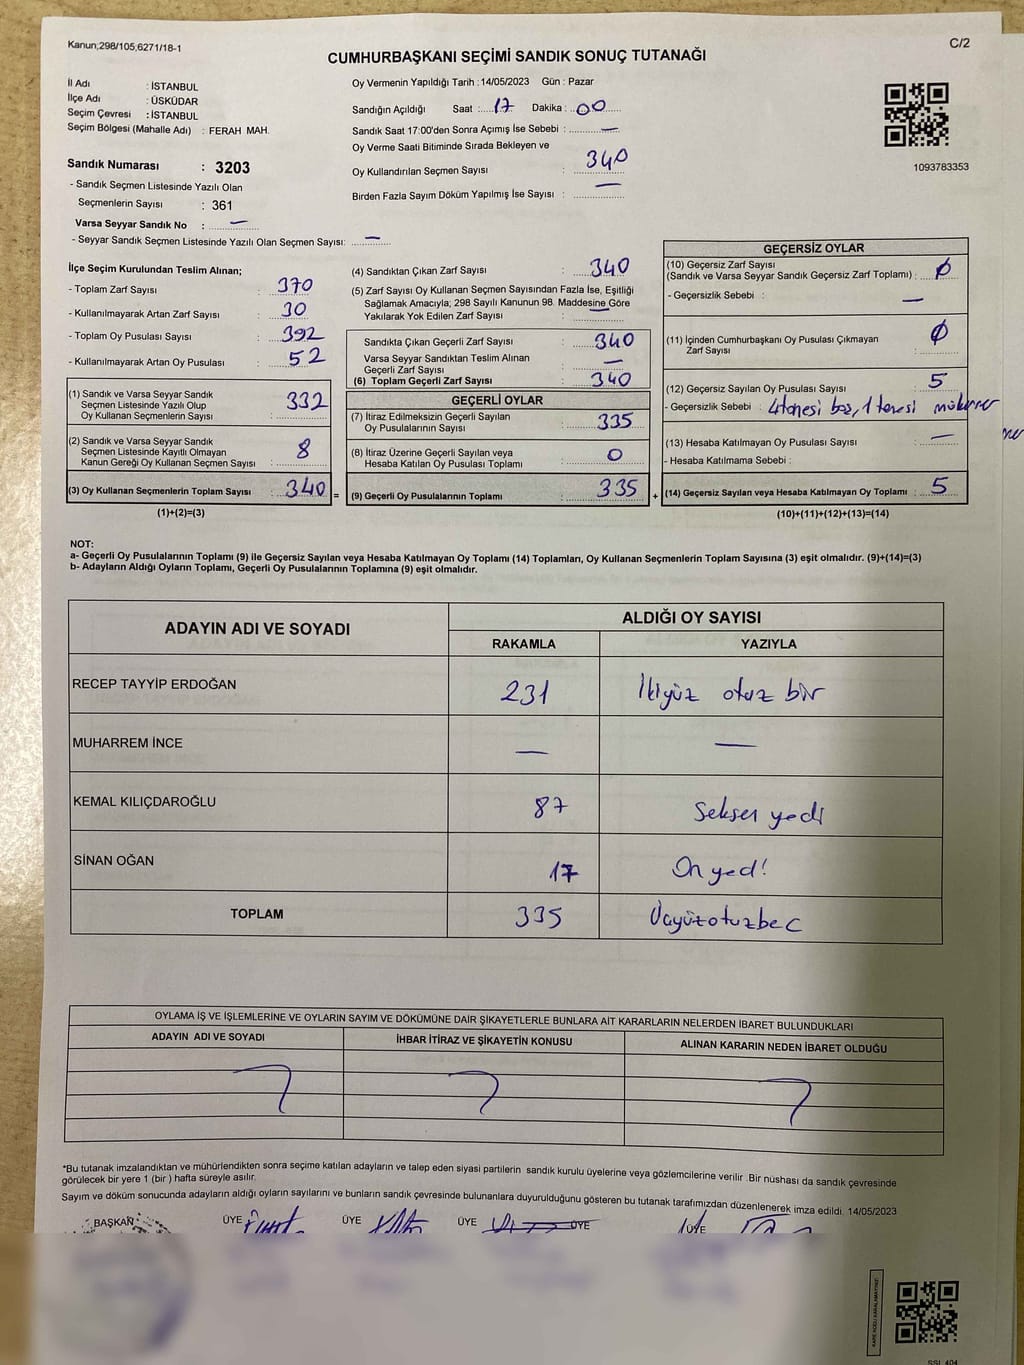 Kanun;298/105;6271/18-1
C/2
CUMHURBAŞKANI SEÇİMİ SANDIK SONUÇ TUTANAĞI
İl Adı : İSTANBUL
İlçe Adı : ÜSKÜDAR
Seçim Çevresi : İSTANBUL
Seçim Bölgesi (Mahalle Adı) : FERAH MAH.
Sandık Numarası : 3203
- Sandık Seçmen Listesinde Yazılı Olan
Seçmenlerin Sayısı : 361
Varsa Seyyar Sandık No : —
- Seyyar Sandık Seçmen Listesinde Yazılı Olan Seçmen Sayısı: —
Oy Vermenin Yapıldığı Tarih : 14/05/2023 Gün : Pazar
Sandığın Açıldığı Saat : 17 Dakika : 00
Sandık Saat 17:00'den Sonra Açımış İse Sebebi : —
Oy Verme Saati Bitiminde Sırada Bekleyen ve
Oy Kullandırılan Seçmen Sayısı : 340
Birden Fazla Sayım Döküm Yapılmış İse Sayısı : —
1093783353
İlçe Seçim Kurulundan Teslim Alınan;
- Toplam Zarf Sayısı : 370
- Kullanılmayarak Artan Zarf Sayısı : 30
- Toplam Oy Pusulası Sayısı : 392
- Kullanılmayarak Artan Oy Pusulası : 52
(1) Sandık ve Varsa Seyyar Sandık
Seçmen Listesinde Yazılı Olup
Oy Kullanan Seçmenlerin Sayısı : 332
(2) Sandık ve Varsa Seyyar Sandık
Seçmen Listesinde Kayıtlı Olmayan
Kanun Gereği Oy Kullanan Seçmen Sayısı : 8
(3) Oy Kullanan Seçmenlerin Toplam Sayısı : 340 =
(1)+(2)=(3)
(4) Sandıktan Çıkan Zarf Sayısı : 340
(5) Zarf Sayısı Oy Kullanan Seçmen Sayısından Fazla İse, Eşitliği
Sağlamak Amacıyla; 298 Sayılı Kanunun 98. Maddesine Göre
Yakılarak Yok Edilen Zarf Sayısı : —
Sandıkta Çıkan Geçerli Zarf Sayısı : 340
Varsa Seyyar Sandıktan Teslim Alınan
Geçerli Zarf Sayısı : —
(6) Toplam Geçerli Zarf Sayısı : 340
GEÇERLİ OYLAR
(7) İtiraz Edilmeksizin Geçerli Sayılan
Oy Pusulalarının Sayısı : 335
(8) İtiraz Üzerine Geçerli Sayılan veya
Hesaba Katılan Oy Pusulası Toplamı : 0
(9) Geçerli Oy Pusulalarının Toplamı : 335 +
GEÇERSİZ OYLAR
(10) Geçersiz Zarf Sayısı
(Sandık ve Varsa Seyyar Sandık Geçersiz Zarf Toplamı) : Ø
- Geçersizlik Sebebi : —
(11) İçinden Cumhurbaşkanı Oy Pusulası Çıkmayan
Zarf Sayısı : Ø
(12) Geçersiz Sayılan Oy Pusulası Sayısı : 5
- Geçersizlik Sebebi : 4 tanesi boş, 1 tanesi mükerrer
(13) Hesaba Katılmayan Oy Pusulası Sayısı : —
- Hesaba Katılmama Sebebi :
(14) Geçersiz Sayılan veya Hesaba Katılmayan Oy Toplamı : 5
(10)+(11)+(12)+(13)=(14)
NOT:
a- Geçerli Oy Pusulalarının Toplamı (9) ile Geçersiz Sayılan veya Hesaba Katılmayan Oy Toplamı (14) Toplamları, Oy Kullanan Seçmenlerin Toplam Sayısına (3) eşit olmalıdır. (9)+(14)=(3)
b- Adayların Aldığı Oyların Toplamı, Geçerli Oy Pusulalarının Toplamına (9) eşit olmalıdır.
ADAYIN ADI VE SOYADI
ALDIĞI OY SAYISI
RAKAMLA YAZIYLA
RECEP TAYYİP ERDOĞAN 231 İkiyüz otuz bir
MUHARREM İNCE — —
KEMAL KILIÇDAROĞLU 87 Seksen yedi
SİNAN OĞAN 17 On yedi
TOPLAM 335 Üçyüzotuzbeş
OYLAMA İŞ VE İŞLEMLERİNE VE OYLARIN SAYIM VE DÖKÜMÜNE DAİR ŞİKAYETLERLE BUNLARA AİT KARARLARIN NELERDEN İBARET BULUNDUKLARI
ADAYIN ADI VE SOYADI İHBAR İTİRAZ VE ŞİKAYETİN KONUSU ALINAN KARARIN NEDEN İBARET OLDUĞU
*Bu tutanak imzalandıktan ve mühürlendikten sonra seçime katılan adayların ve talep eden siyasi partilerin sandık kurulu üyelerine veya gözlemcilerine verilir .Bir nüshası da sandık çevresinde
görülecek bir yere 1 (bir ) hafta süreyle asılır.
Sayım ve döküm sonucunda adayların aldığı oyların sayılarını ve bunların sandık çevresinde bulunanlara duyurulduğunu gösteren bu tutanak tarafımızdan düzenlenerek imza edildi. 14/05/2023
BAŞKAN ÜYE ÜYE ÜYE ÜYE ÜYE